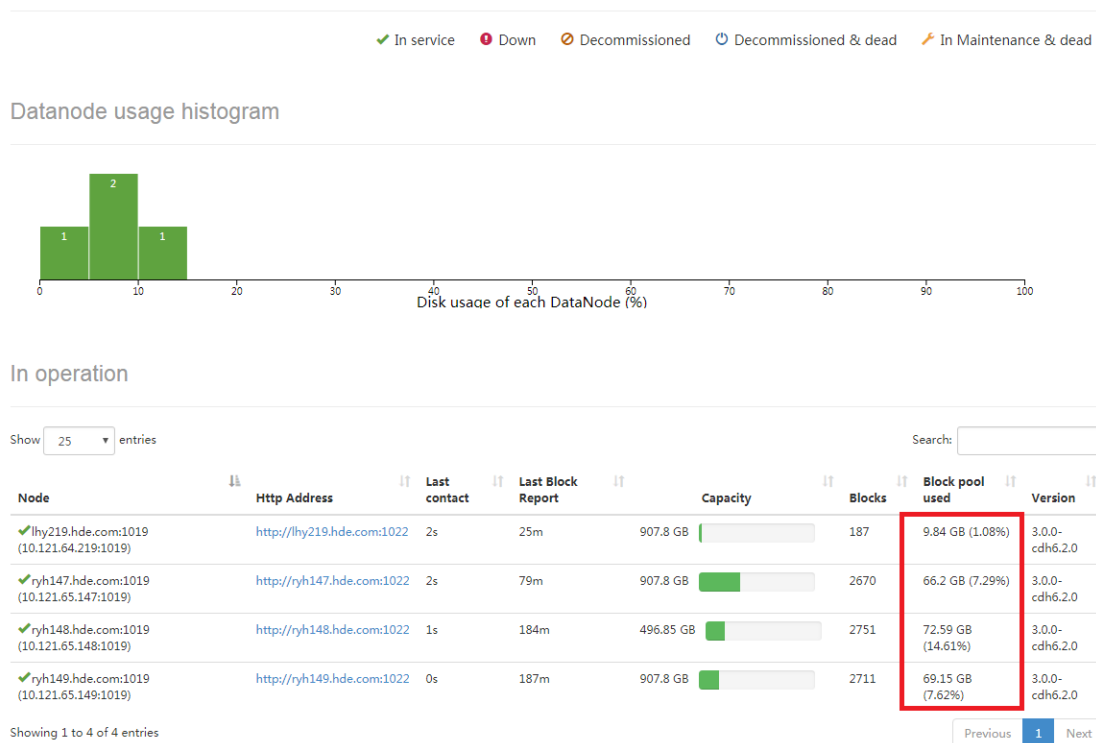 In service Down Decommissioned Decommissioned & dead In Maintenance & dead
Datanode usage histogram
2
1 1
0 10 20 30 40 50 60 70 80 90 100
Disk usage of each DataNode (%)
In operation
Show 25 entries Search:
Node Http Address Last contact Last Block Report Capacity Blocks Block pool used Version
lhy219.hde.com:1019 http://lhy219.hde.com:1022 2s 25m 907.8 GB 187 9.84 GB (1.08%) 3.0.0-
(10.121.64.219:1019) cdh6.2.0
ryh147.hde.com:1019 http://ryh147.hde.com:1022 2s 79m 907.8 GB 2670 66.2 GB (7.29%) 3.0.0-
(10.121.65.147:1019) cdh6.2.0
ryh148.hde.com:1019 http://ryh148.hde.com:1022 1s 184m 496.85 GB 2751 72.59 GB 3.0.0-
(10.121.65.148:1019) (14.61%) cdh6.2.0
ryh149.hde.com:1019 http://ryh149.hde.com:1022 0s 187m 907.8 GB 2711 69.15 GB 3.0.0-
(10.121.65.149:1019) (7.62%) cdh6.2.0
Showing 1 to 4 of 4 entries Previous 1 Next